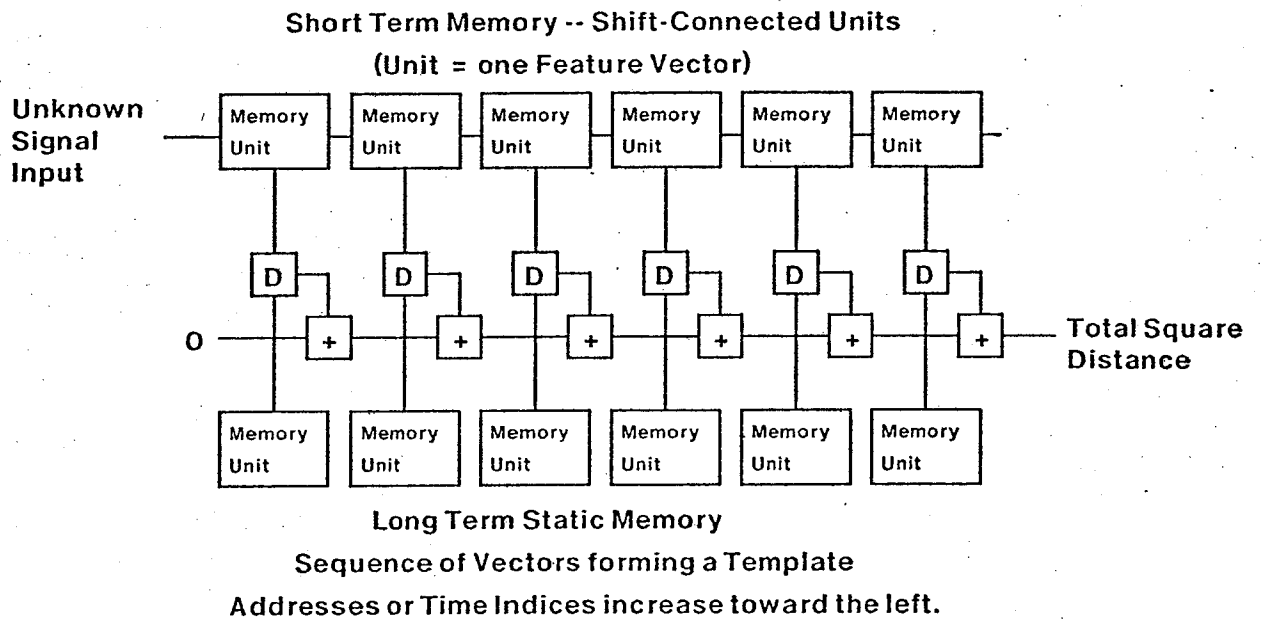 Short Term Memory -- Shift-Connected Units
(Unit = one Feature Vector)
Unknown
Signal
Input
Memory Unit
Memory Unit
Memory Unit
Memory Unit
Memory Unit
Memory Unit
D
D
D
D
D
D
O
+
+
+
+
+
+
Total Square
Distance
Memory Unit
Memory Unit
Memory Unit
Memory Unit
Memory Unit
Memory Unit
Long Term Static Memory
Sequence of Vectors forming a Template
Addresses or Time Indices increase toward the left.